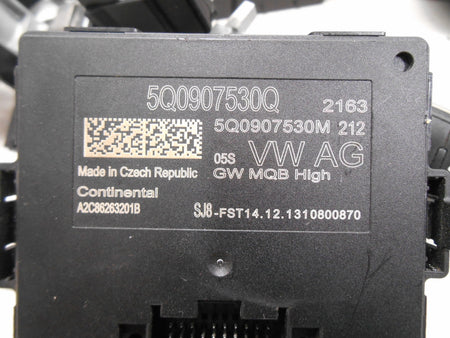 5Q0907530Q 2163
5Q0907530M 212
05S VW AG
Made in Czech Republic GW MQB High
Continental
A2C86263201B SJ8-FST14.12.1310800870